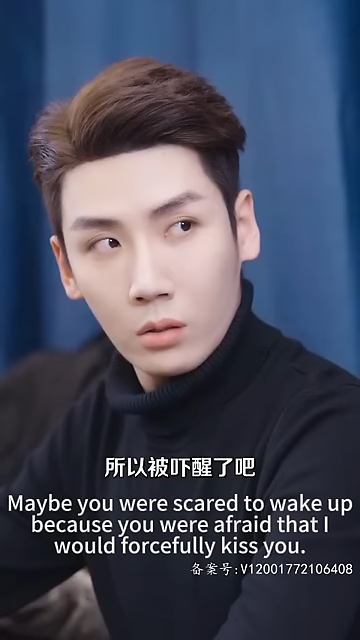 所以被吓醒了吧
Maybe you were scared to wake up
because you were afraid that I
would forcefully kiss you.
备案号:V12001772106408